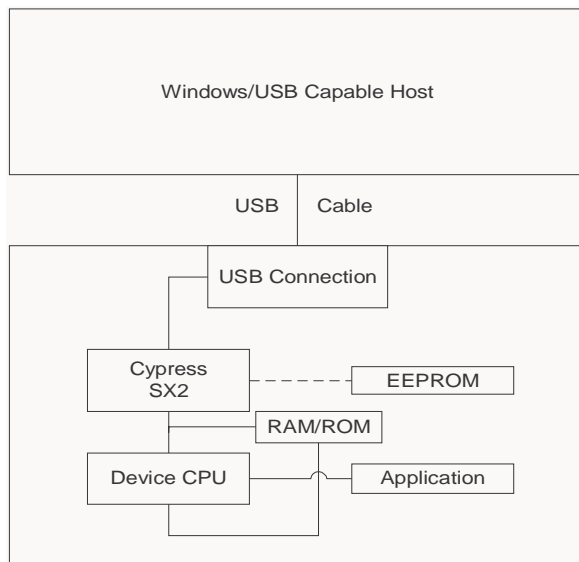 Windows/USB Capable Host
USB Cable
USB Connection
Cypress
SX2
EEPROM
RAM/ROM
Device CPU
Application